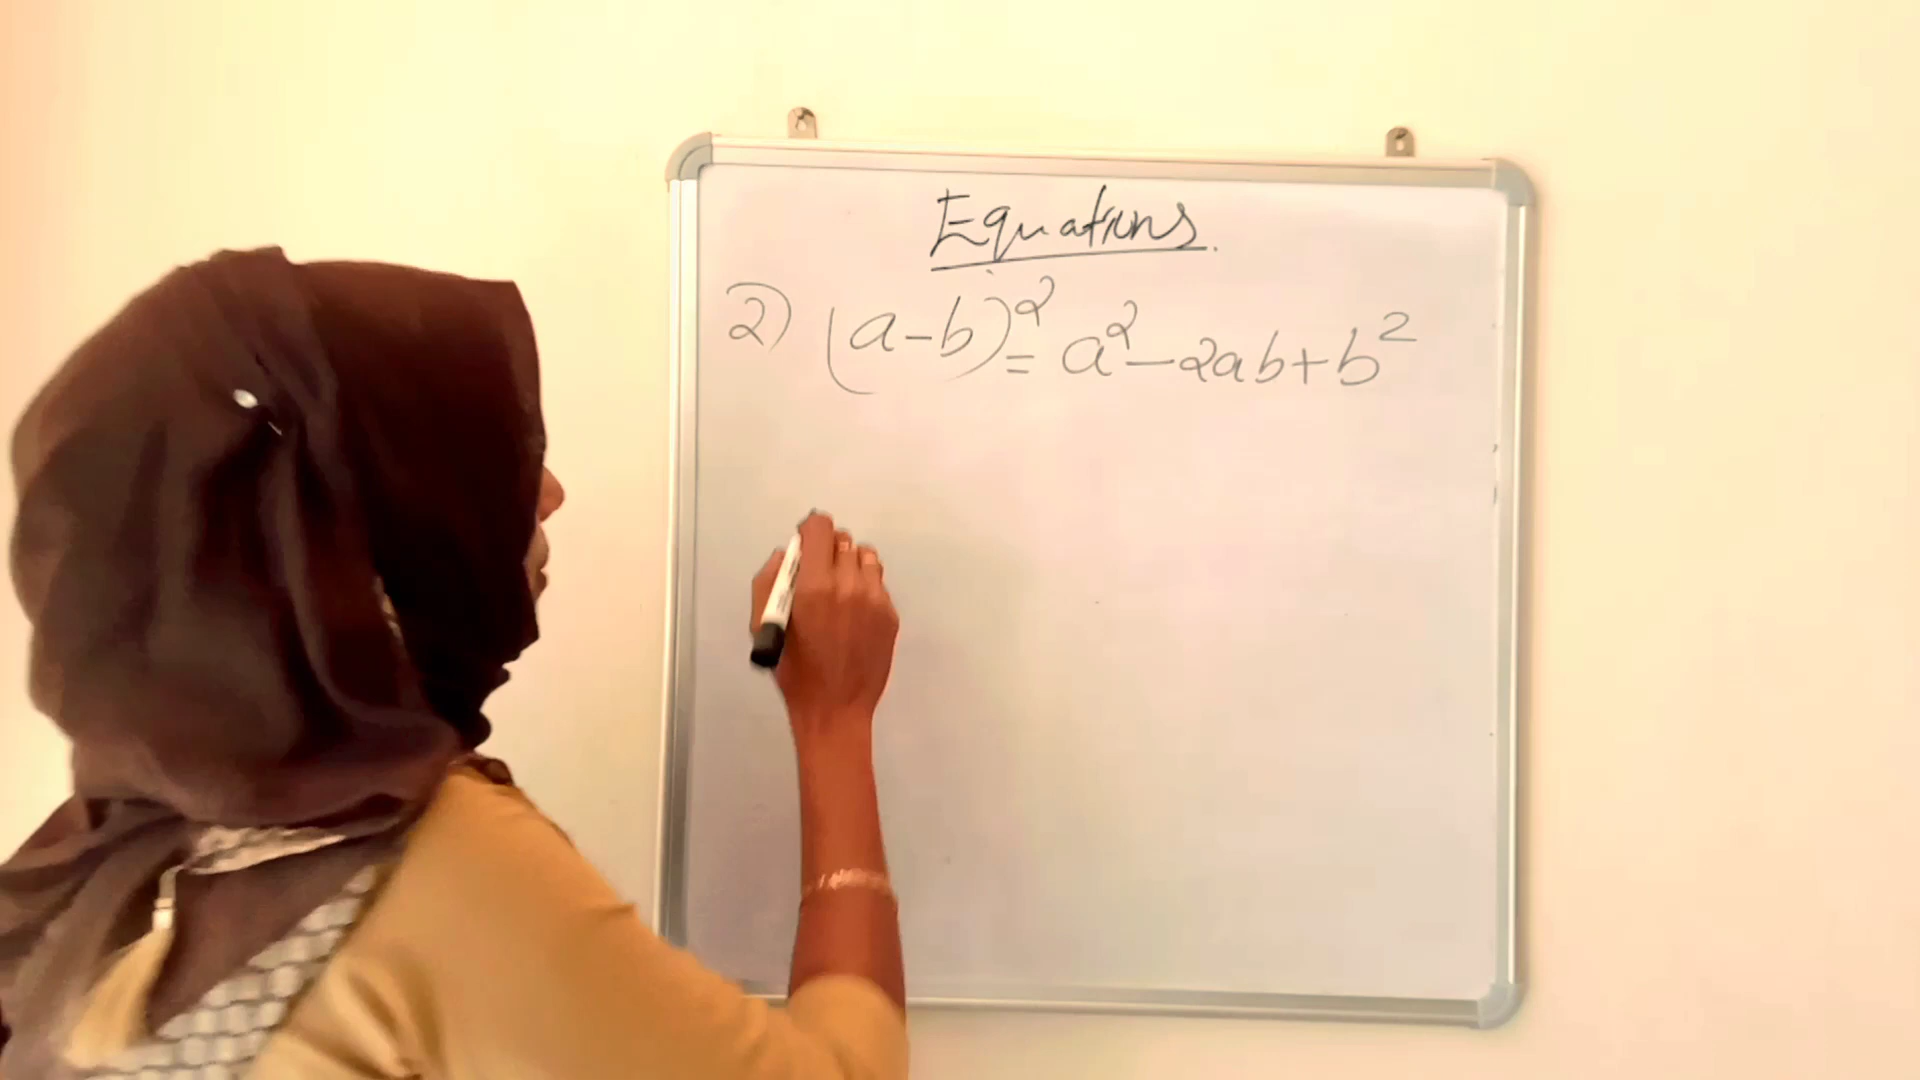 Equations.
2) (a-b)² = a² - 2ab + b²